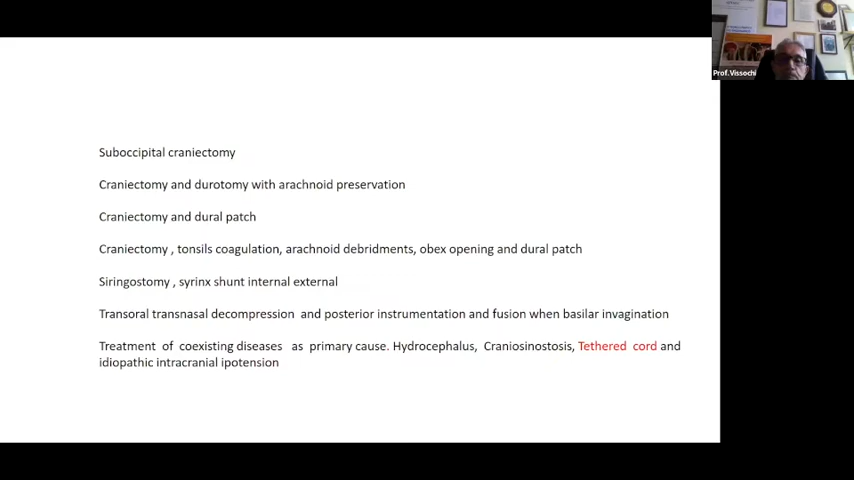 Prof.Vissochi
Suboccipital craniectomy
Craniectomy and durotomy with arachnoid preservation
Craniectomy and dural patch
Craniectomy , tonsils coagulation, arachnoid debridments, obex opening and dural patch
Siringostomy , syrinx shunt internal external
Transoral transnasal decompression and posterior instrumentation and fusion when basilar invagination
Treatment of coexisting diseases as primary cause. Hydrocephalus, Craniosinostosis, Tethered cord and
idiopathic intracranial ipotension